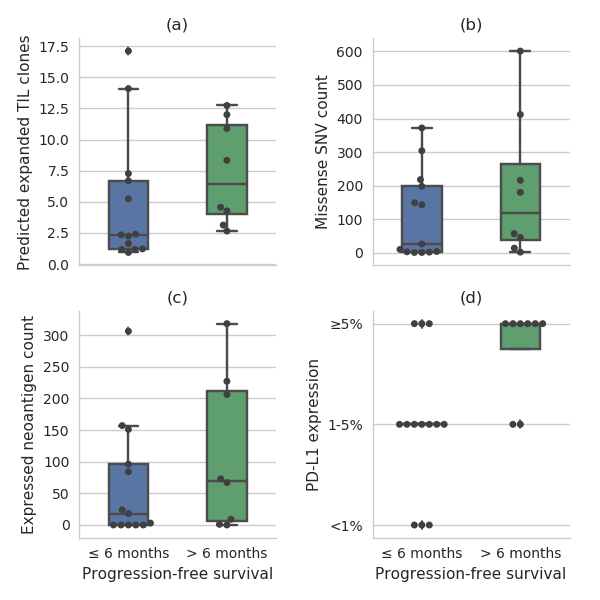 (a)
Predicted expanded TIL clones
17.5
15.0
12.5
10.0
7.5
5.0
2.5
0.0
(b)
Missense SNV count
600
500
400
300
200
100
0
(c)
Expressed neoantigen count
300
250
200
150
100
50
0
≤ 6 months
> 6 months
Progression-free survival
(d)
PD-L1 expression
≥5%
1-5%
<1%
≤ 6 months
> 6 months
Progression-free survival